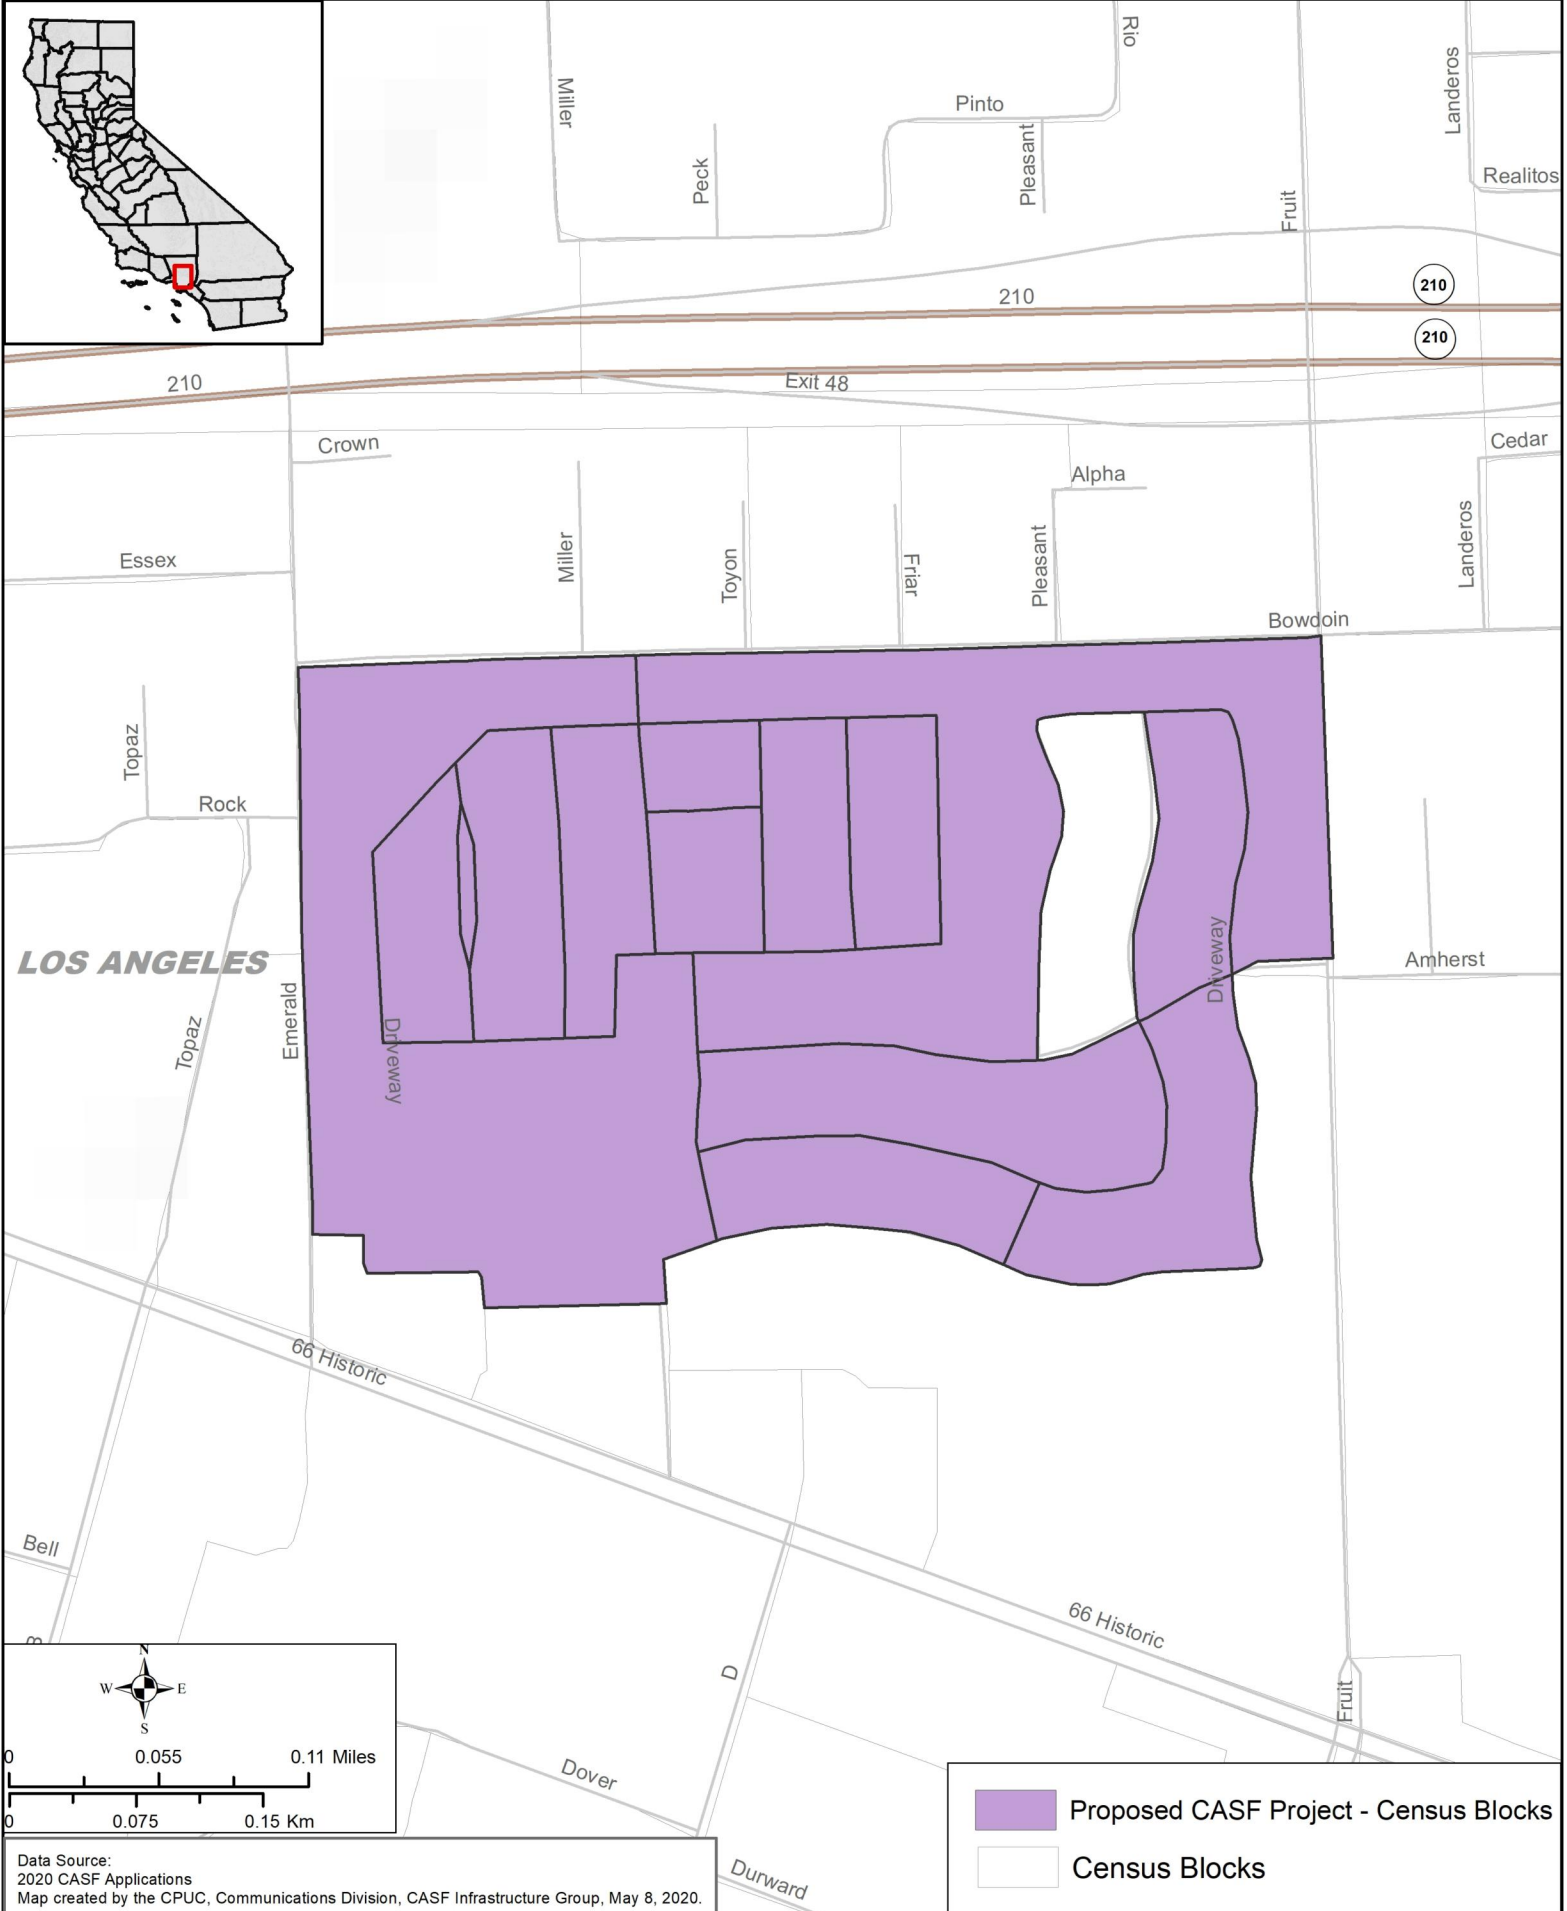 Rio
Miller
Landeros
Pinto
Peck
Pleasant
Realitos
Fruit
210
210
210
210
Exit 48
Crown
Cedar
Alpha
Essex
Miller
Toyon
Friar
Pleasant
Landeros
Bowdoin
Topaz
Rock
LOS ANGELES
Driveway
Amherst
Emerald
Topaz
Driveway
66 Historic
Bell
66 Historic
B
D
Fruit
N
W E
S
0 0.055 0.11 Miles
0 0.075 0.15 Km
Dover
Durward
Proposed CASF Project - Census Blocks
Census Blocks
Data Source:
2020 CASF Applications
Map created by the CPUC, Communications Division, CASF Infrastructure Group, May 8, 2020.